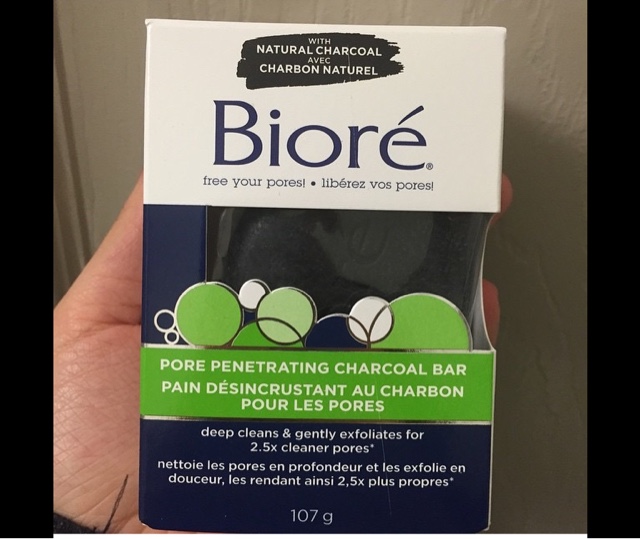 WITH
NATURAL CHARCOAL
AVEC
CHARBON NATUREL
Bioré®
free your pores! • libérez vos pores!
PORE PENETRATING CHARCOAL BAR
PAIN DÉSINCRUSTANT AU CHARBON
POUR LES PORES
deep cleans & gently exfoliates for
2.5x cleaner pores*
nettoie les pores en profondeur et les exfolie en
douceur, les rendant ainsi 2,5x plus propres*
107 g